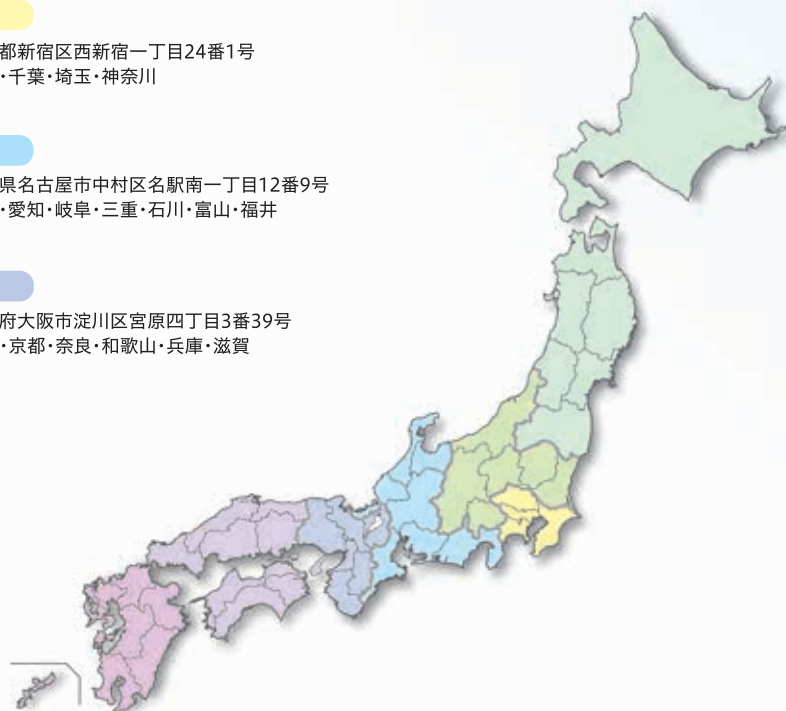 都新宿区西新宿一丁目24番1号
・千葉・埼玉・神奈川
県名古屋市中村区名駅南一丁目12番9号
・愛知・岐阜・三重・石川・富山・福井
府大阪市淀川区宮原四丁目3番39号
・京都・奈良・和歌山・兵庫・滋賀